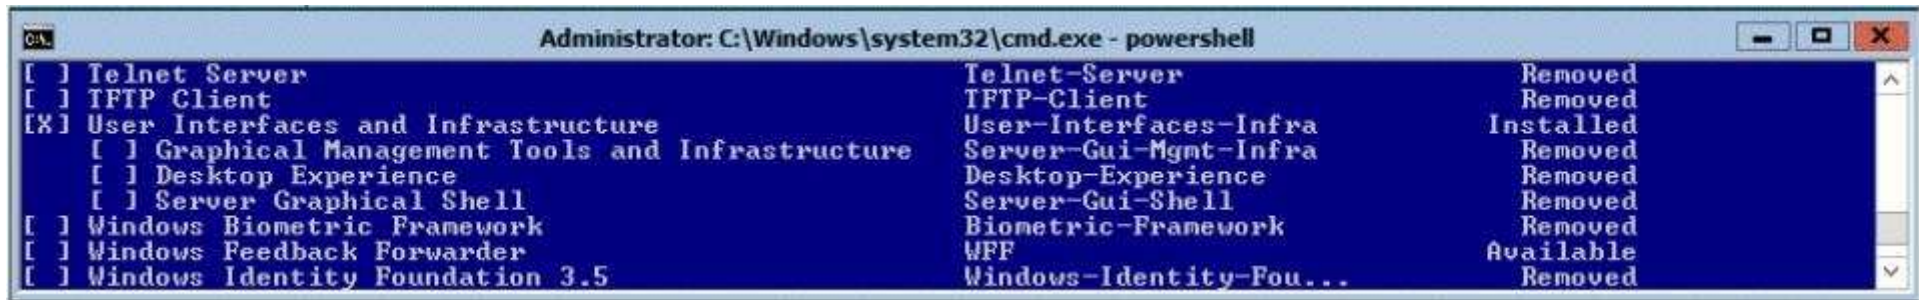 Administrator: C:\Windows\system32\cmd.exe - powershell
[ ] Telnet Server Telnet-Server Removed
[ ] TFTP Client TFTP-Client Removed
[X] User Interfaces and Infrastructure User-Interfaces-Infra Installed
[ ] Graphical Management Tools and Infrastructure Server-Gui-Mgmt-Infra Removed
[ ] Desktop Experience Desktop-Experience Removed
[ ] Server Graphical Shell Server-Gui-Shell Removed
[ ] Windows Biometric Framework Biometric-Framework Removed
[ ] Windows Feedback Forwarder WFF Available
[ ] Windows Identity Foundation 3.5 Windows-Identity-Fou... Removed